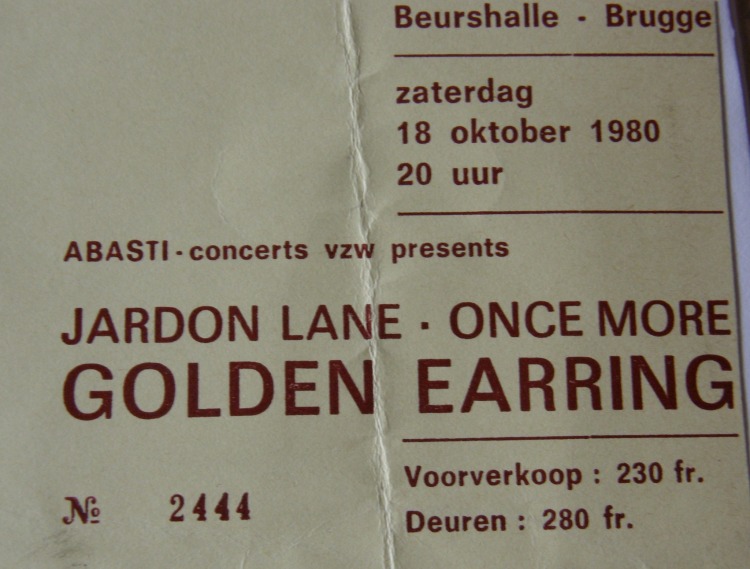 Beurshalle - Brugge
zaterdag
18 oktober 1980
20 uur
ABASTI - concerts vzw presents
JARDON LANE · ONCE MORE
GOLDEN EARRING
Voorverkoop : 230 fr.
№ 2444
Deuren : 280 fr.